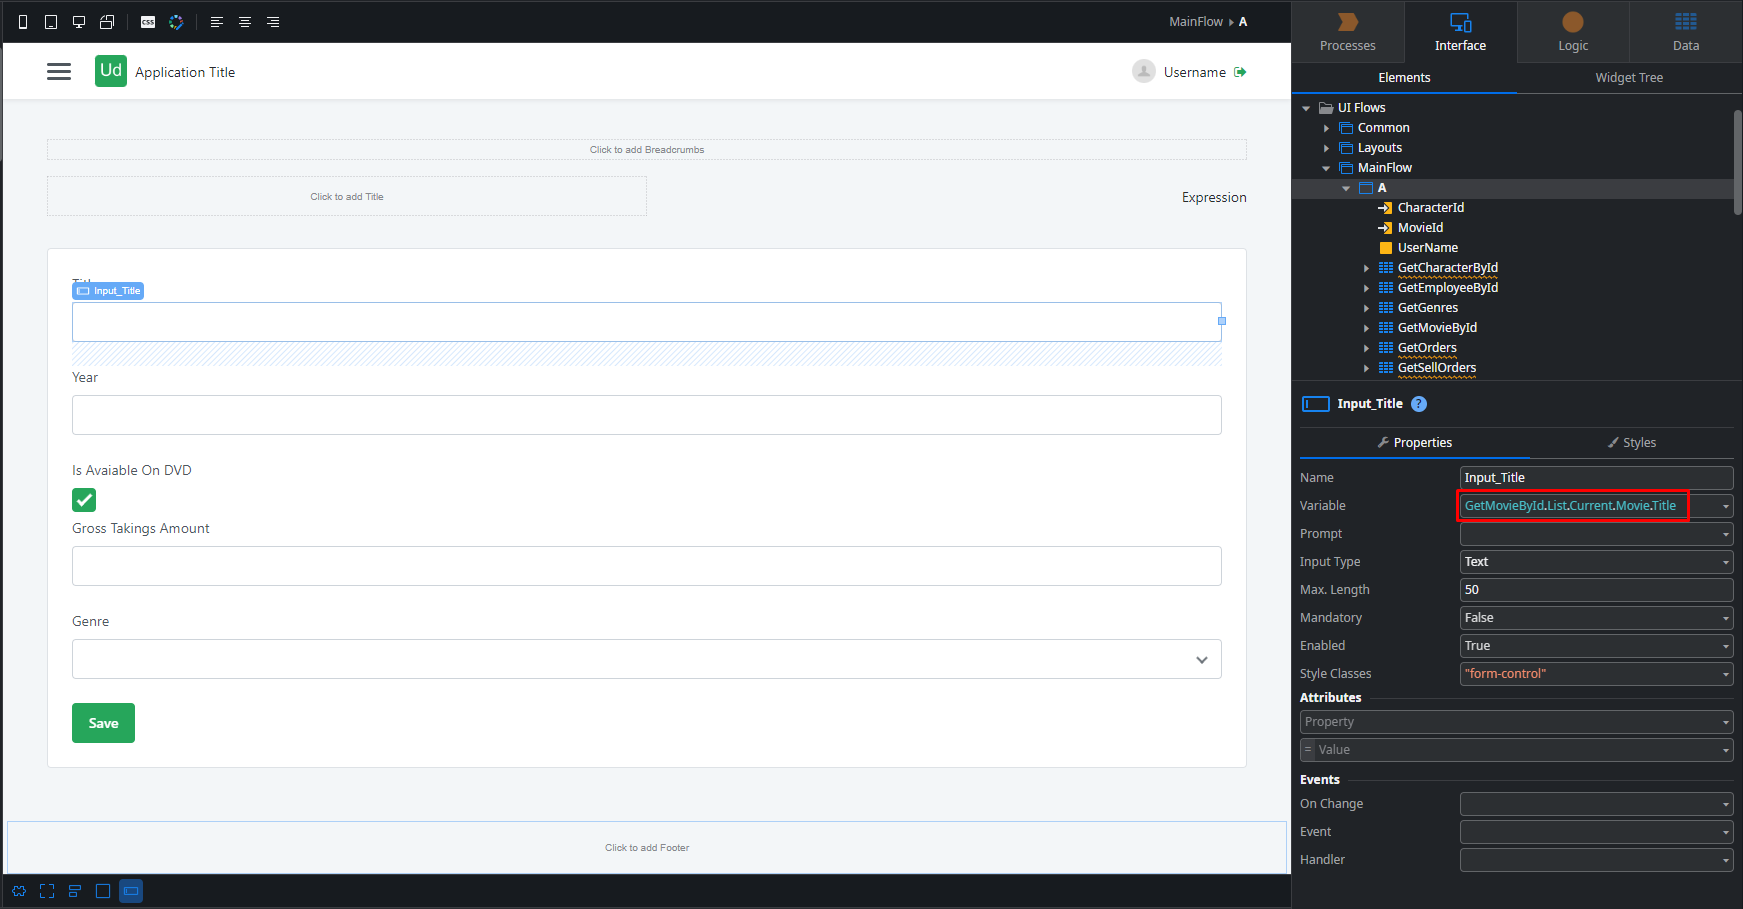 CSS
MainFlow ▸ A
Processes
Interface
Logic
Data
Ud
Application Title
Username
Elements
Widget Tree
UI Flows
Common
Layouts
MainFlow
A
CharacterId
MovieId
UserName
GetCharacterById
GetEmployeeById
GetGenres
GetMovieById
GetOrders
GetSellOrders
Click to add Breadcrumbs
Click to add Title
Expression
Title
Input_Title
Year
Is Avaiable On DVD
Gross Takings Amount
Genre
Save
Click to add Footer
Input_Title ?
Properties
Styles
Name
Input_Title
Variable
GetMovieById.List.Current.Movie.Title
Prompt
Input Type
Text
Max. Length
50
Mandatory
False
Enabled
True
Style Classes
"form-control"
Attributes
Property
= Value
Events
On Change
Event
Handler